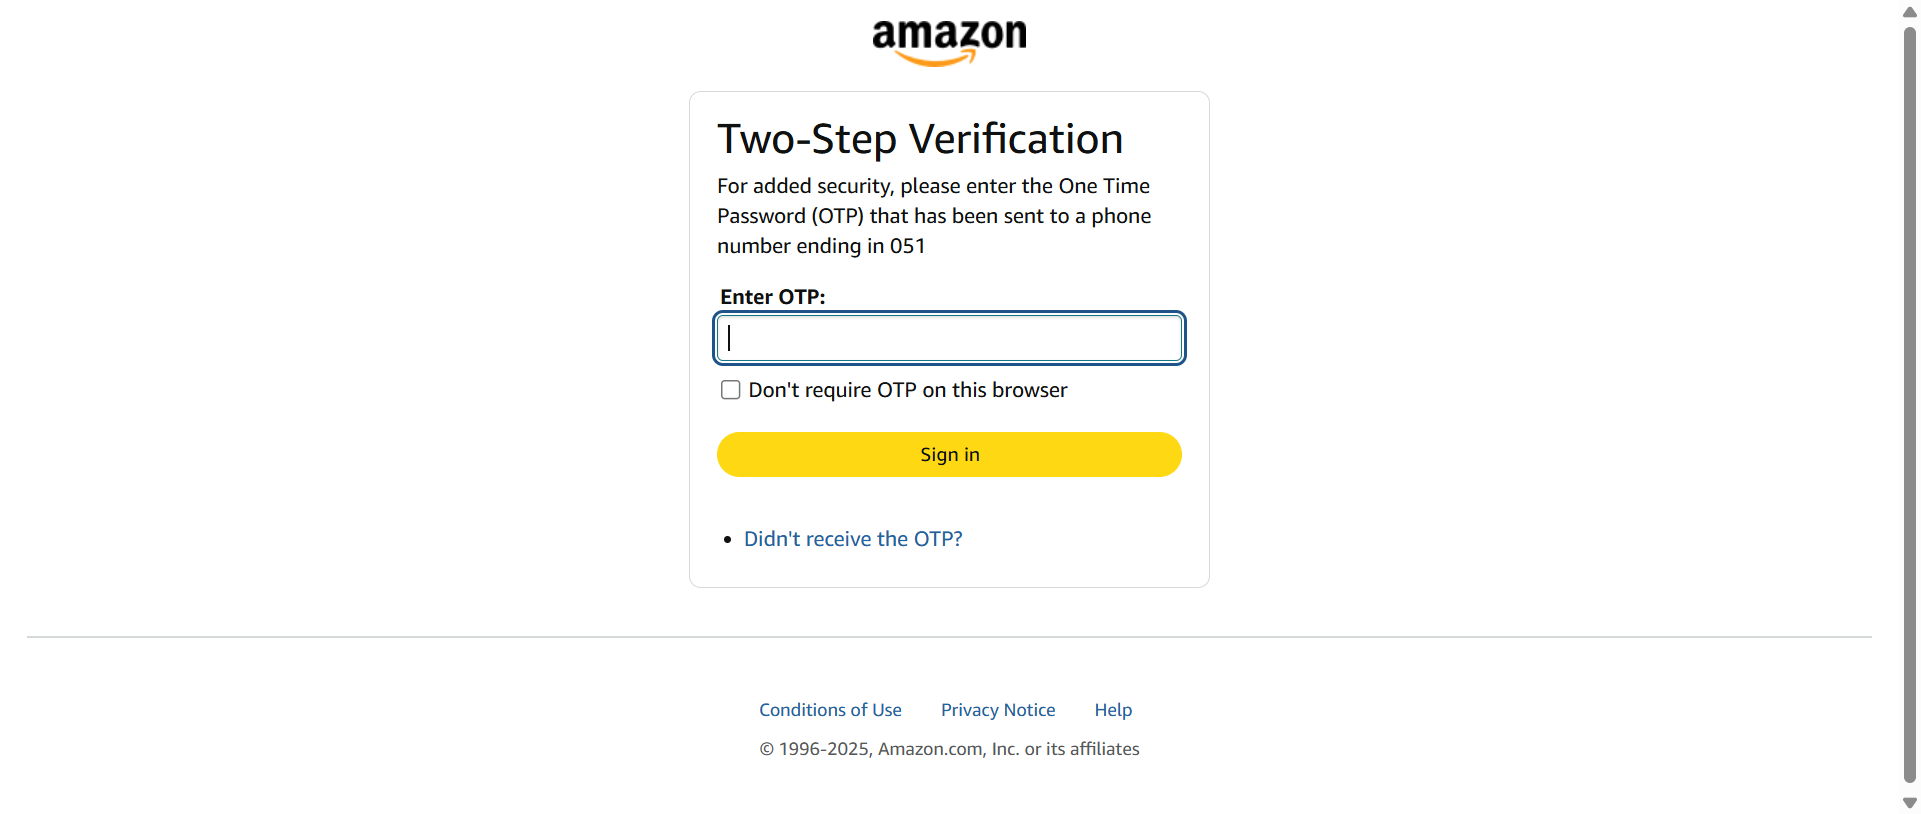 amazon
Two-Step Verification
For added security, please enter the One Time
Password (OTP) that has been sent to a phone
number ending in 051
Enter OTP:
Don't require OTP on this browser
Sign in
Didn't receive the OTP?
Conditions of Use Privacy Notice Help
© 1996-2025, Amazon.com, Inc. or its affiliates